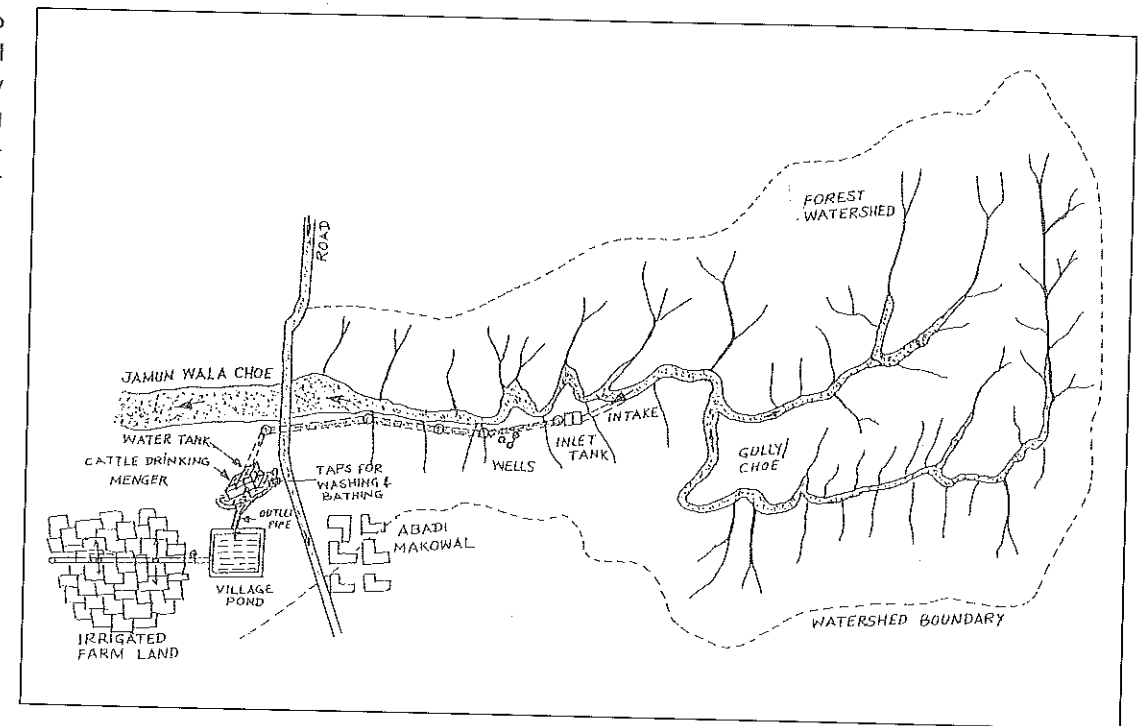 FOREST
WATERSHED
ROAD
JAMUN WALA CHOE
INTAKE
INLET
TANK
WELLS
GULLY/
CHOE
WATER TANK
CATTLE DRINKING
MENGER
TAPS FOR
WASHING &
BATHING
PIPE
ABADI
MAKOWAL
VILLAGE
POND
WATERSHED BOUNDARY
IRRIGATED
FARM LAND